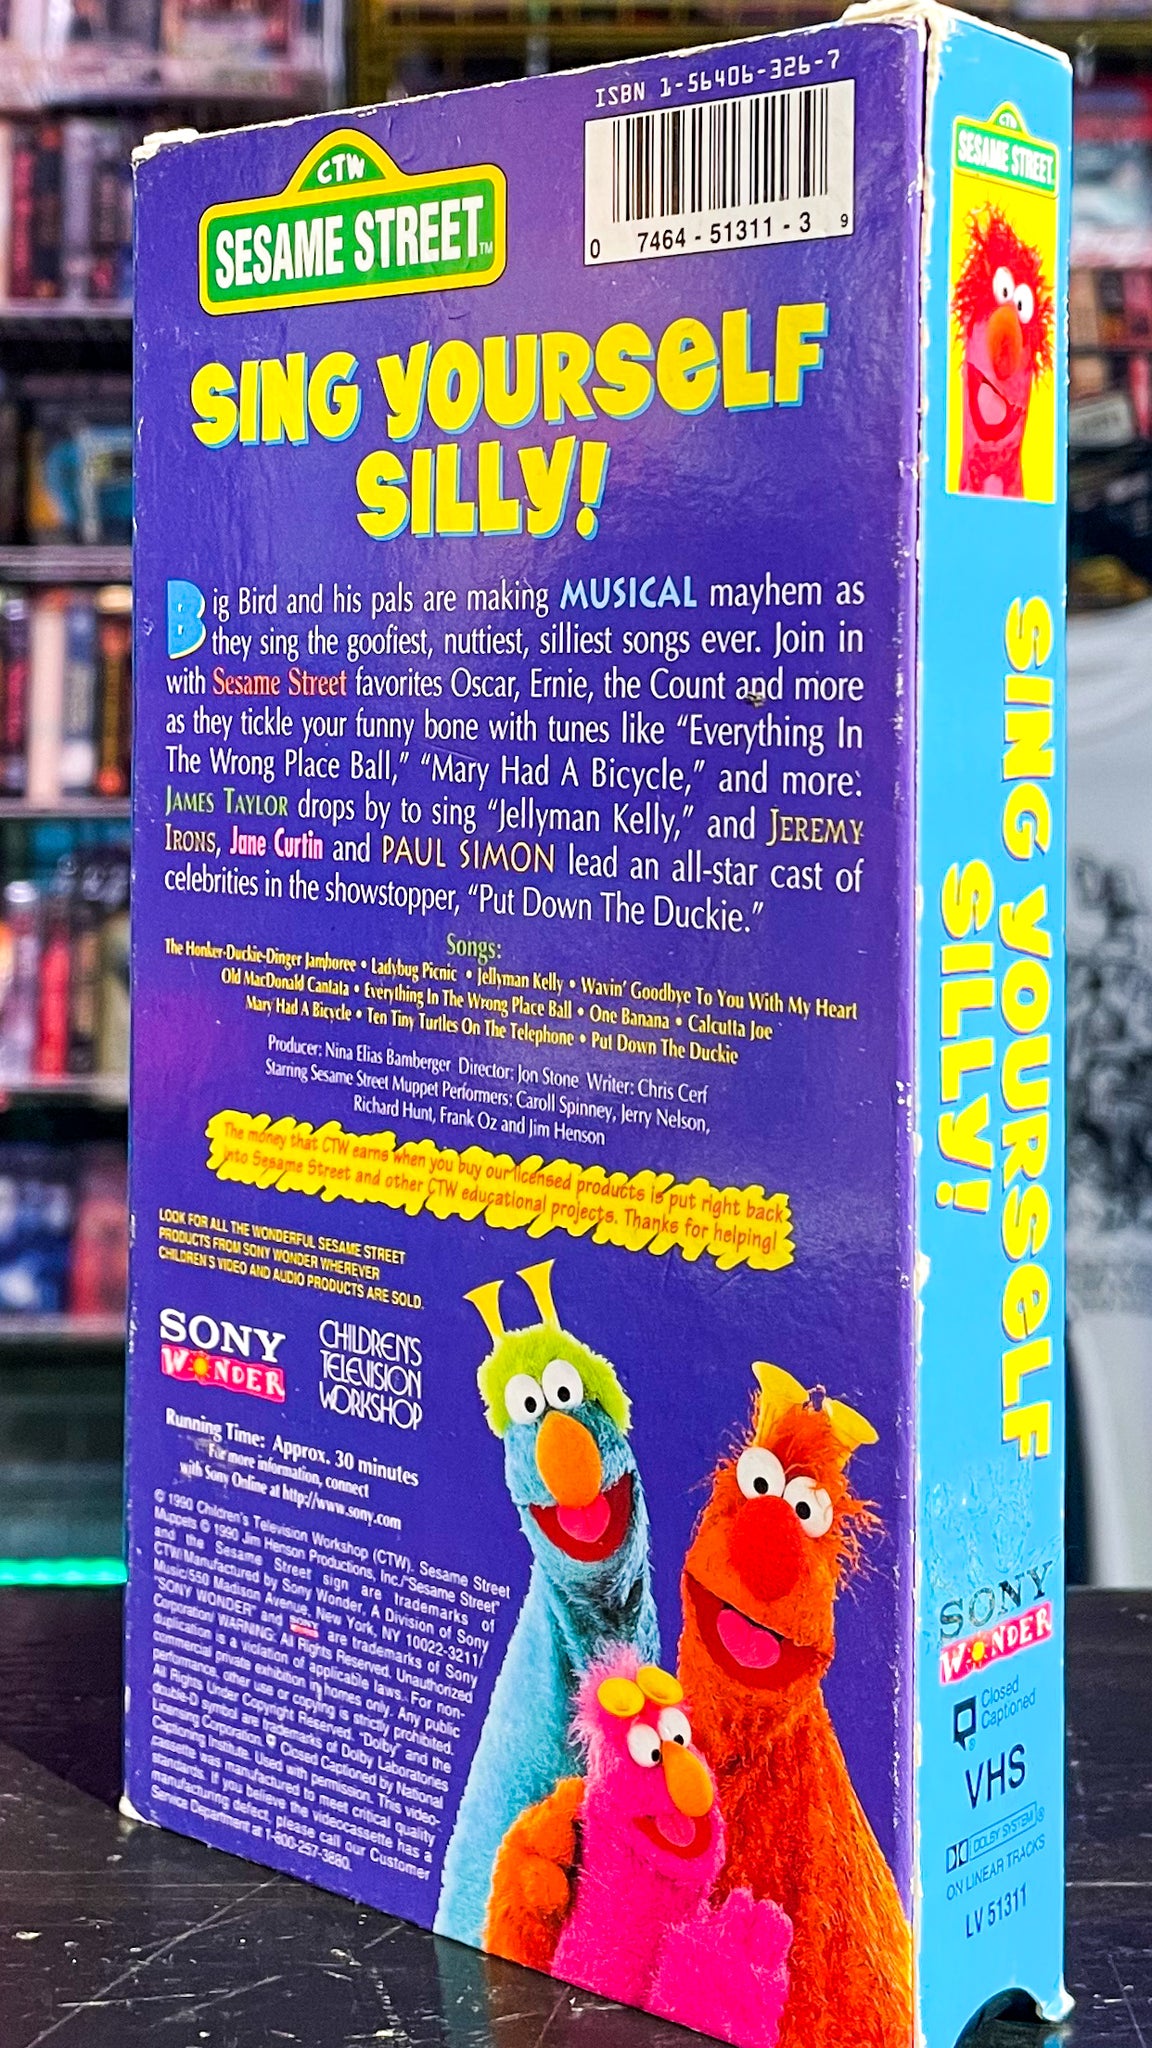 ISBN 1-56406-326-7
0 7464-51311-3 9
CTW
SESAME STREET™
SING YOURSELF
SILLY!
Big Bird and his pals are making MUSICAL mayhem as
they sing the goofiest, nuttiest, silliest songs ever. Join in
with Sesame Street favorites Oscar, Ernie, the Count and more
as they tickle your funny bone with tunes like “Everything In
The Wrong Place Ball,” “Mary Had A Bicycle,” and more.
JAMES TAYLOR drops by to sing “Jellyman Kelly,” and JEREMY
IRONS, Jane Curtin and PAUL SIMON lead an all-star cast of
celebrities in the showstopper, “Put Down The Duckie.”
Songs:
The Honker-Duckie-Dinger Jamboree • Ladybug Picnic • Jellyman Kelly • Wavin' Goodbye To You With My Heart
Old MacDonald Cantata • Everything In The Wrong Place Ball • One Banana • Calcutta Joe
Mary Had A Bicycle • Ten Tiny Turtles On The Telephone • Put Down The Duckie
Producer: Nina Elias Bamberger Director: Jon Stone Writer: Chris Cerf
Starring Sesame Street Muppet Performers: Caroll Spinney, Jerry Nelson,
Richard Hunt, Frank Oz and Jim Henson
The money that CTW earns when you buy our licensed products is put right back
into Sesame Street and other CTW educational projects. Thanks for helping!
LOOK FOR ALL THE WONDERFUL SESAME STREET
PRODUCTS FROM SONY WONDER WHEREVER
CHILDREN'S VIDEO AND AUDIO PRODUCTS ARE SOLD.
SONY
WONDER
CHILDREN'S
TELEVISION
WORKSHOP
Running Time: Approx. 30 minutes
For more information, connect
with Sony Online at http://www.sony.com
© 1990 Children's Television Workshop (CTW). Sesame Street
Muppets © 1990 Jim Henson Productions, Inc./"Sesame Street"
and the Sesame Street sign are trademarks of
CTW/Manufactured by Sony Wonder, A Division of Sony
Music/550 Madison Avenue, New York, NY 10022-3211/
"SONY WONDER" and SONY WONDER are trademarks of Sony
Corporation/ WARNING: All Rights Reserved. Unauthorized
duplication is a violation of applicable laws. For non-
commercial private exhibition in homes only. Any public
performance, other use or copying is strictly prohibited.
All Rights Under Copyright Reserved. "Dolby" and the
double-D symbol are trademarks of Dolby Laboratories
Licensing Corporation. Closed Captioned by National
Captioning Institute. Used with permission. This video-
cassette was manufactured to meet critical quality
standards. If you believe the videocassette has a
manufacturing defect, please call our Customer
Service Department at 1-800-257-3880.
CTW
SESAME STREET
SING YOURSELF
SILLY!
SONY
WONDER
Closed
Captioned
VHS
DOLBY SYSTEM®
ON LINEAR TRACKS
LV 51311